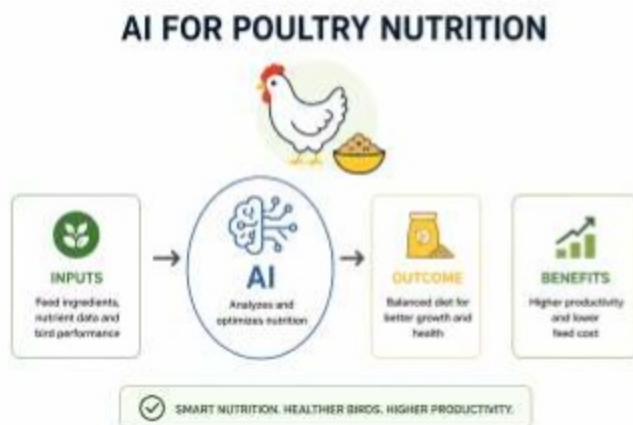 AI FOR POULTRY NUTRITION
INPUTS
Feed ingredients,
nutrient data and
bird performance
AI
Analyzes and
optimizes nutrition
OUTCOME
Balanced diet for
better growth and
health
BENEFITS
Higher productivity
and lower
feed cost
SMART NUTRITION. HEALTHIER BIRDS. HIGHER PRODUCTIVITY.